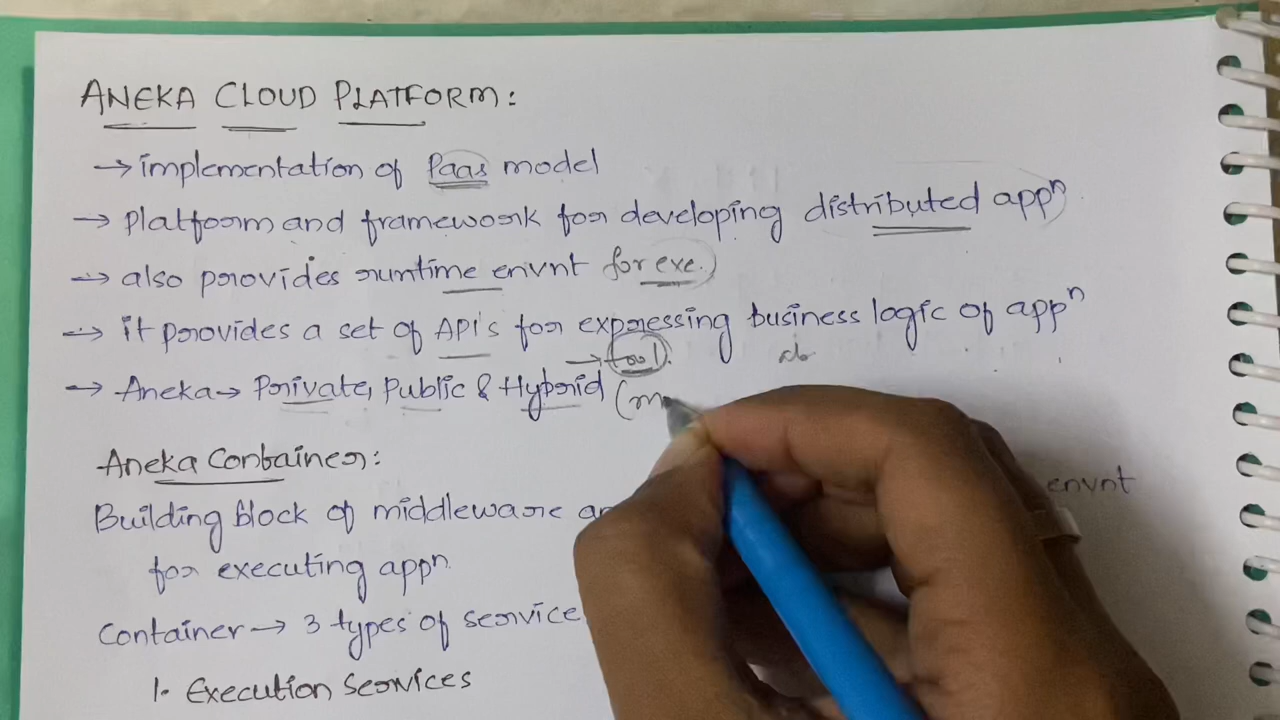 ANEKA CLOUD PLATFORM:
→ implementation of Paas model
→ Platform and framework for developing distributed appⁿ
→ also provides runtime envnt for exe.)
→ it provides a set of API's for expressing business logic of appⁿ
→ tool.
→ Aneka → Private, Public & Hybrid (m
Aneka Container:
Building block of middleware envnt
for executing appⁿ
Container → 3 types of service
1. Execution Services